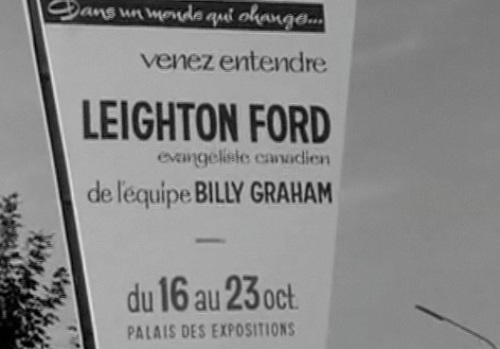 Dans un monde qui change...
venez entendre
LEIGHTON FORD
evangéliste canadien
de l'équipe BILLY GRAHAM
du 16 au 23 oct.
PALAIS DES EXPOSITIONS